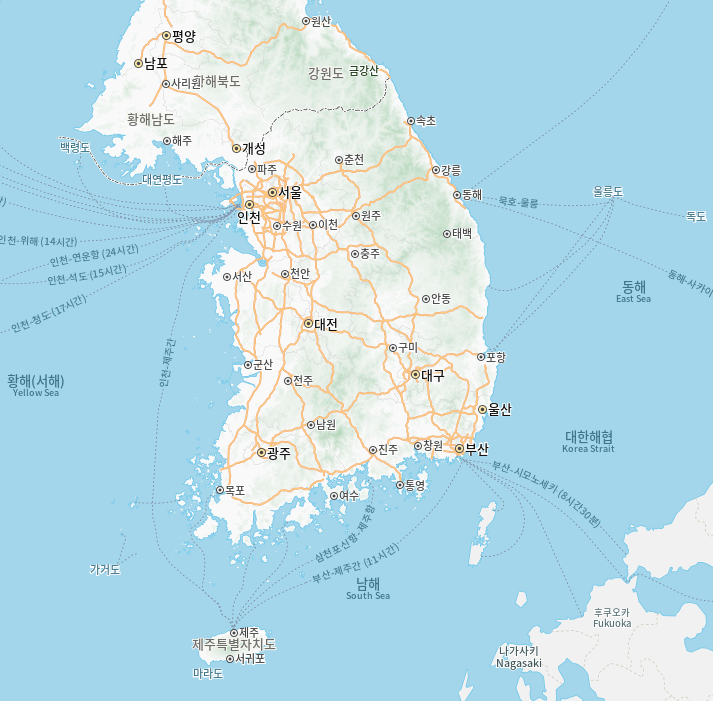 원산
평양
강원도
금강산
남포
사리원
황해북도
황해남도
속초
해주
개성
백령도
춘천
파주
강릉
대연평도
서울
동해
울릉도
묵호-울릉
인천
원주
독도
수원
이천
태백
인천-위해 (14시간)
인천-연운항 (24시간)
충주
인천-석도 (15시간)
서산
천안
동해-사카이
동해
East Sea
안동
인천-청도 (17시간)
대전
구미
포항
인천-제주간
군산
대구
황해(서해)
Yellow Sea
전주
울산
남원
대한해협
Korea Strait
광주
진주
창원
부산
부산-시모노세키 (8시간30분)
목포
여수
통영
삼천포신항-제주항
부산-제주간 (11시간)
가거도
남해
South Sea
후쿠오카
Fukuoka
제주
제주특별자치도
서귀포
마라도
나가사키
Nagasaki